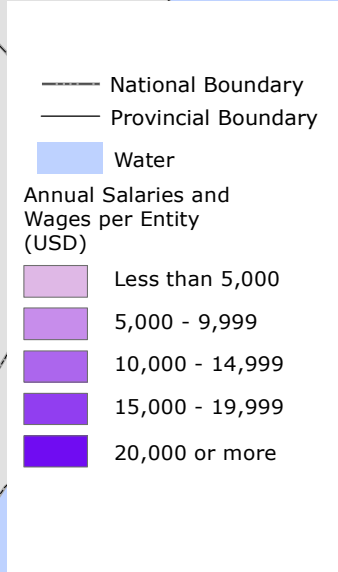 National Boundary
Provincial Boundary
Water
Annual Salaries and
Wages per Entity
(USD)
Less than 5,000
5,000 - 9,999
10,000 - 14,999
15,000 - 19,999
20,000 or more